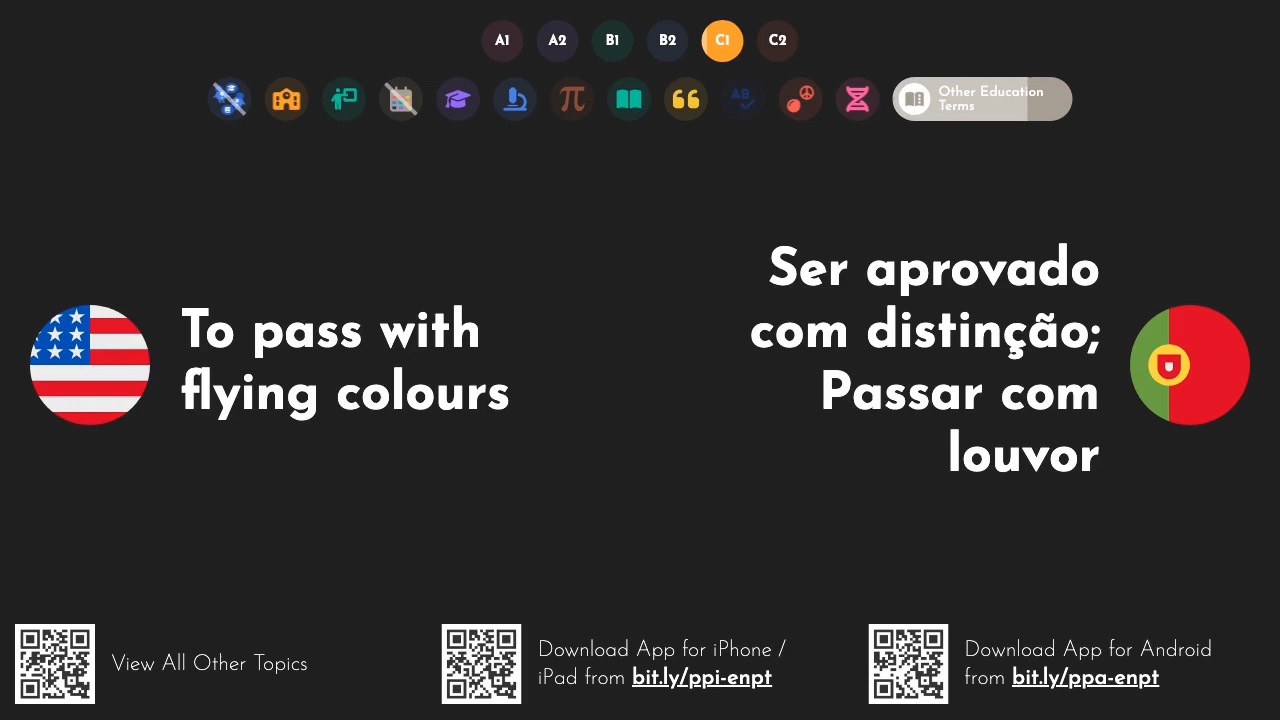 A1 A2 B1 B2 C1 C2
Other Education
Terms
To pass with
flying colours
Ser aprovado
com distinção;
Passar com
louvor
View All Other Topics
Download App for iPhone /
iPad from bit.ly/ppi-enpt
Download App for Android
from bit.ly/ppa-enpt